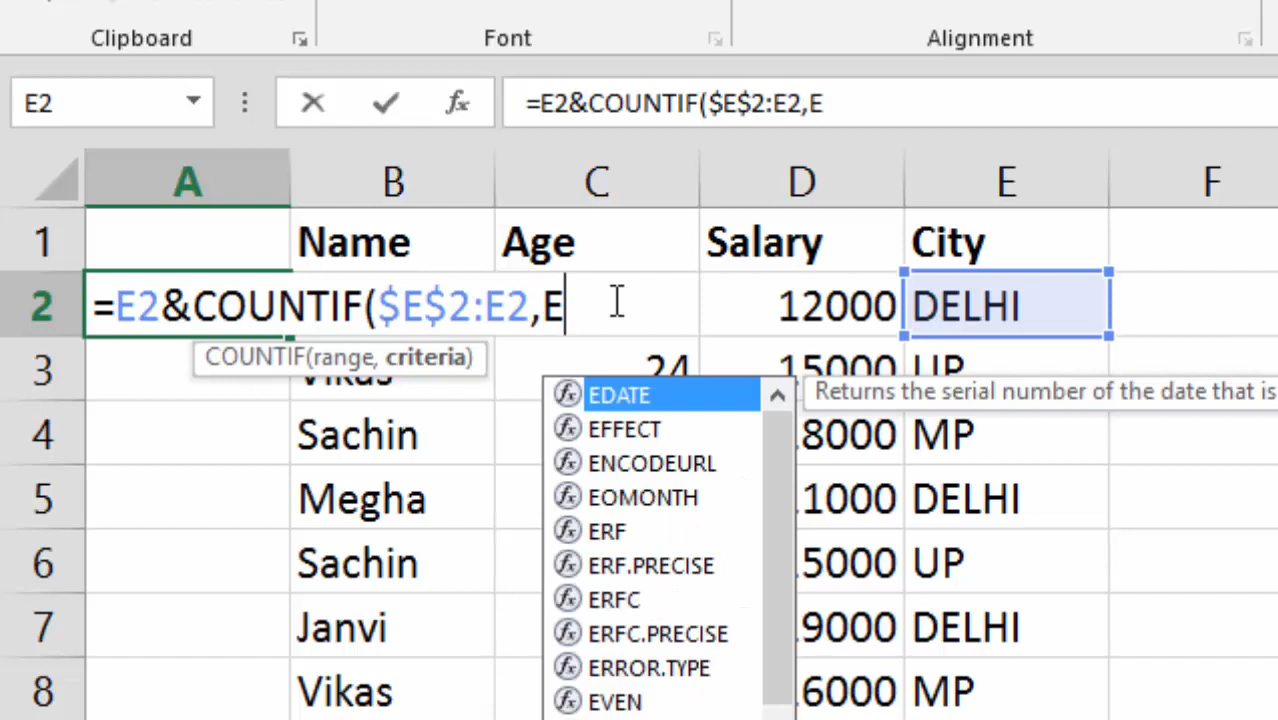 Clipboard Font Alignment
E2 fx =E2&COUNTIF($E$2:E2,E
A B C D E F
1 Name Age Salary City
2 =E2&COUNTIF($E$2:E2,E 12000 DELHI
COUNTIF(range, criteria)
3 Vikas 24 15000 UP
EDATE Returns the serial number of the date that is
4 Sachin 8000 MP
EFFECT
ENCODEURL
5 Megha 1000 DELHI
EOMONTH
ERF
6 Sachin 5000 UP
ERF.PRECISE
ERFC
7 Janvi 9000 DELHI
ERFC.PRECISE
ERROR.TYPE
8 Vikas 6000 MP
EVEN